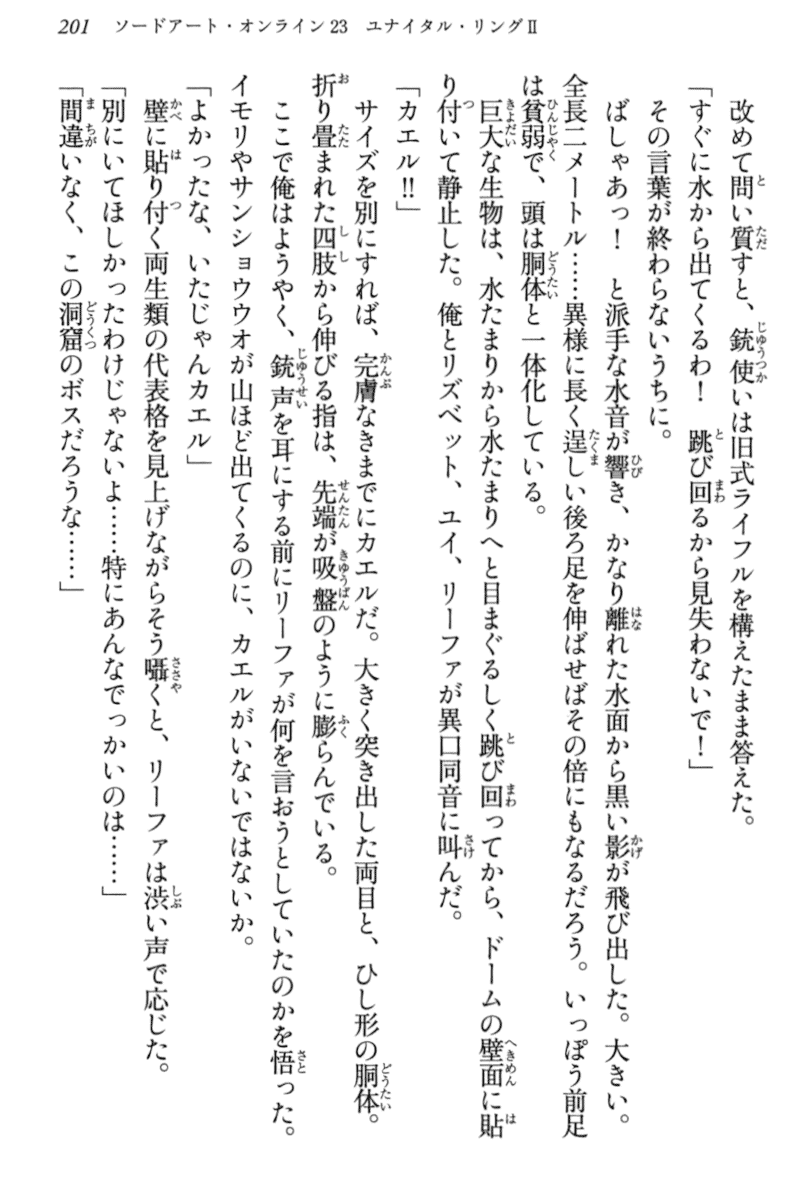 201 ソードアート・オンライン23 ユナイタル・リングⅡ
　改めて問い質すと、銃使いは旧式ライフルを構えたまま答えた。
「すぐに水から出てくるわ！　跳び回るから見失わないで！」
　その言葉が終わらないうちに。
　ばしゃあっ！　と派手な水音が響き、かなり離れた水面から黒い影が飛び出した。大きい。
全長二メートル……異様に長く逞しい後ろ足を伸ばせばその倍にもなるだろう。いっぽう前足
は貧弱で、頭は胴体と一体化している。
　巨大な生物は、水たまりから水たまりへと目まぐるしく跳び回ってから、ドームの壁面に貼
り付いて静止した。俺とリズベット、ユイ、リーファが異口同音に叫んだ。
「カエル!!」
　サイズを別にすれば、完膚なきまでにカエルだ。大きく突き出した両目と、ひし形の胴体。
折り畳まれた四肢から伸びる指は、先端が吸盤のように膨らんでいる。
　ここで俺はようやく、銃声を耳にする前にリーファが何を言おうとしていたのかを悟った。
イモリやサンショウウオが山ほど出てくるのに、カエルがいないではないか。
「よかったな、いたじゃんカエル」
　壁に貼り付く両生類の代表格を見上げながらそう囁くと、リーファは渋い声で応じた。
「別にいてほしかったわけじゃないよ……特にあんなでっかいのは……」
「間違いなく、この洞窟のボスだろうな……」